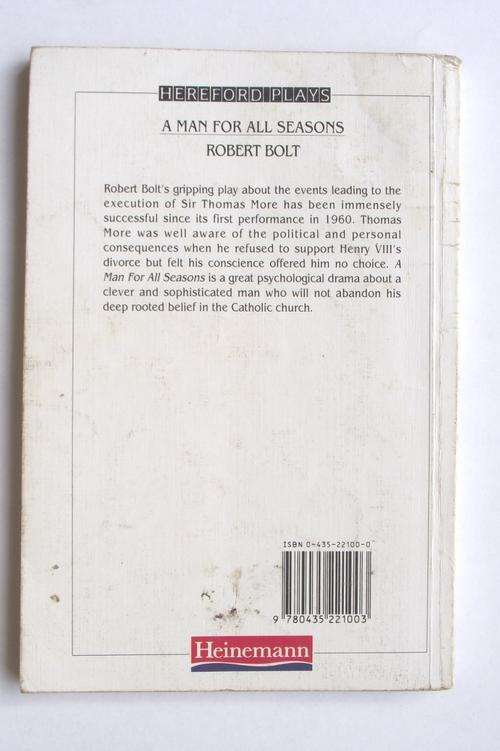 HEREFORD PLAYS
A MAN FOR ALL SEASONS
ROBERT BOLT
Robert Bolt's gripping play about the events leading to the
execution of Sir Thomas More has been immensely
successful since its first performance in 1960. Thomas
More was well aware of the political and personal
consequences when he refused to support Henry VIII's
divorce but felt his conscience offered him no choice. A
Man For All Seasons is a great psychological drama about a
clever and sophisticated man who will not abandon his
deep rooted belief in the Catholic church.
ISBN 0-435-22100-0
9 780435 221003
Heinemann